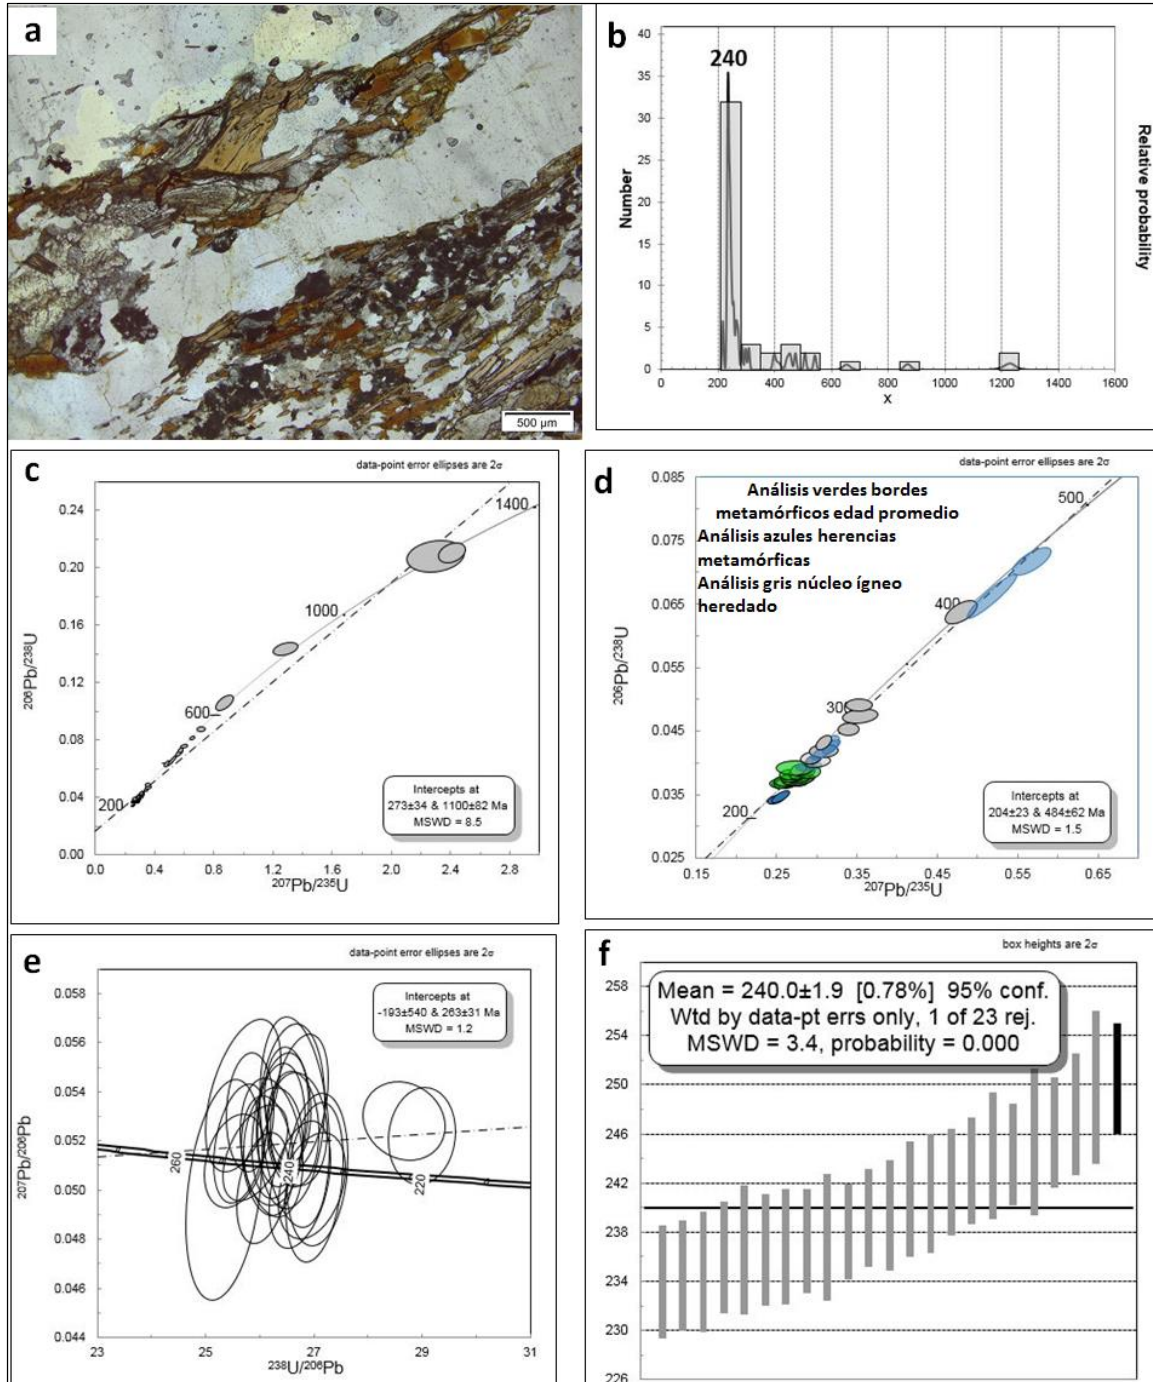 a
500 µm
b
240
40
35
30
25
20
15
10
5
0
Number
Relative probability
0 200 400 600 800 1000 1200 1400 1600
x
c
data-point error ellipses are 2σ
0.24
0.20
0.16
0.12
0.08
0.04
0.00
206Pb/238U
1400
1000
600
200
Intercepts at
273±34 & 1100±82 Ma
MSWD = 8.5
0.0 0.4 0.8 1.2 1.6 2.0 2.4 2.8
207Pb/235U
d
data-point error ellipses are 2σ
0.085
0.075
0.065
0.055
0.045
0.035
0.025
206Pb/238U
Análisis verdes bordes
metamórficos edad promedio
Análisis azules herencias
metamórficas
Análisis gris núcleo ígneo
heredado
500
400
300
200
Intercepts at
204±23 & 484±62 Ma
MSWD = 1.5
0.15 0.25 0.35 0.45 0.55 0.65
207Pb/235U
e
data-point error ellipses are 2σ
0.058
0.056
0.054
0.052
0.050
0.048
0.046
0.044
207Pb/206Pb
Intercepts at
-193±540 & 263±31 Ma
MSWD = 1.2
260
240
220
23 25 27 29 31
238U/206Pb
f
box heights are 2σ
258
254
250
246
242
238
234
230
226
Mean = 240.0±1.9 [0.78%] 95% conf.
Wtd by data-pt errs only, 1 of 23 rej.
MSWD = 3.4, probability = 0.000